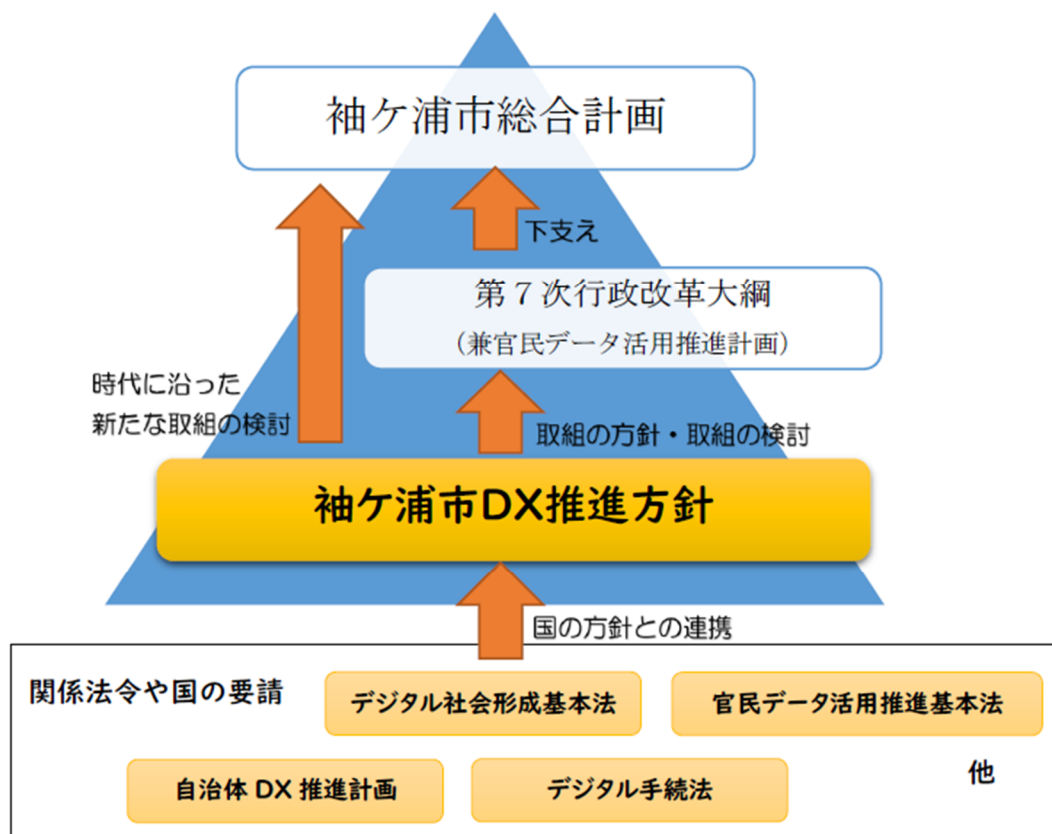 袖ケ浦市総合計画
下支え
第７次行政改革大綱
（兼官民データ活用推進計画）
時代に沿った
新たな取組の検討
取組の方針・取組の検討
袖ケ浦市DX推進方針
国の方針との連携
関係法令や国の要請
デジタル社会形成基本法
官民データ活用推進基本法
自治体 DX 推進計画
デジタル手続法
他